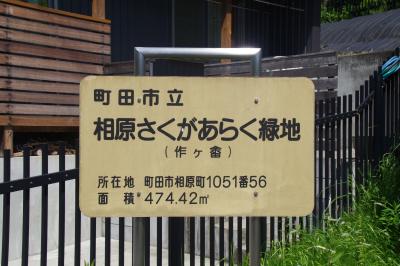 町田市立
相原さくがあらく緑地
(作ヶ畨)
所在地 町田市相原町1051番56
面積 474.42㎡